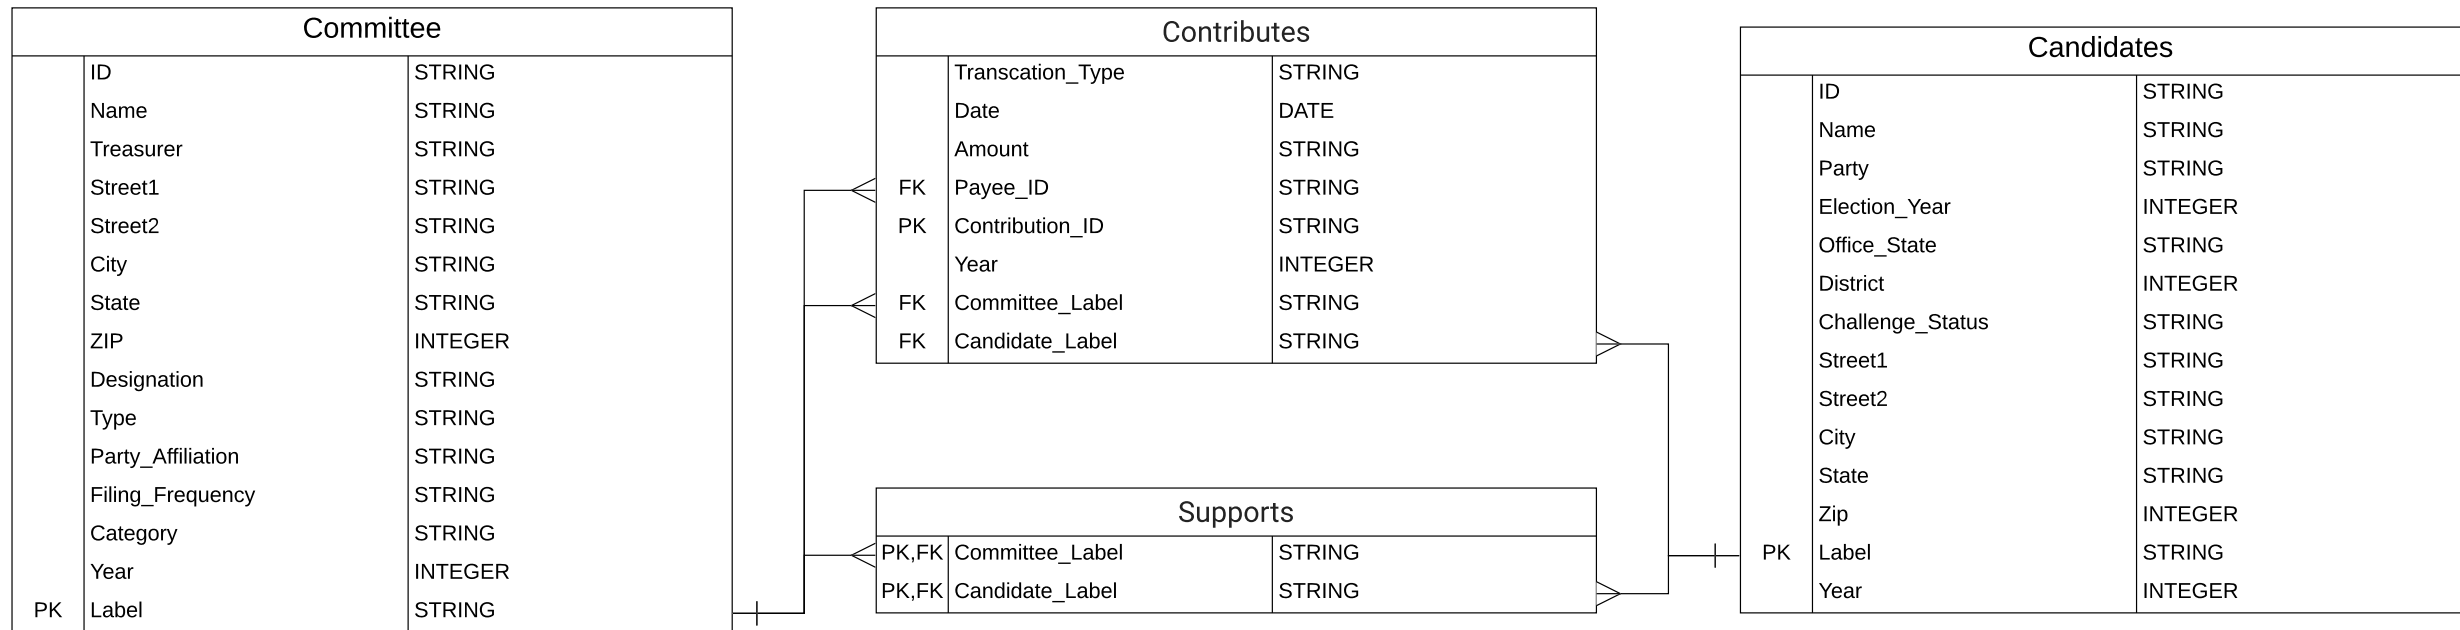 Committee
ID STRING
Name STRING
Treasurer STRING
Street1 STRING
Street2 STRING
City STRING
State STRING
ZIP INTEGER
Designation STRING
Type STRING
Party_Affiliation STRING
Filing_Frequency STRING
Category STRING
Year INTEGER
PK Label STRING
Contributes
Transcation_Type STRING
Date DATE
Amount STRING
FK Payee_ID STRING
PK Contribution_ID STRING
Year INTEGER
FK Committee_Label STRING
FK Candidate_Label STRING
Supports
PK,FK Committee_Label STRING
PK,FK Candidate_Label STRING
Candidates
ID STRING
Name STRING
Party STRING
Election_Year INTEGER
Office_State STRING
District INTEGER
Challenge_Status STRING
Street1 STRING
Street2 STRING
City STRING
State STRING
Zip INTEGER
PK Label STRING
Year INTEGER